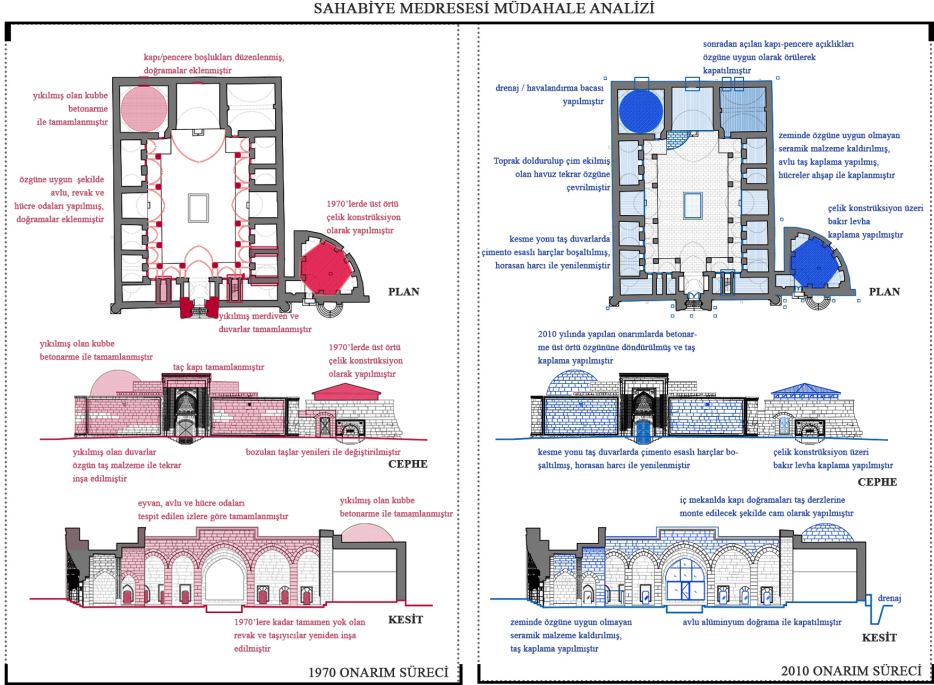 SAHABİYE MEDRESESİ MÜDAHALE ANALİZİ
kapı/pencere boşlukları düzenlenmiş,
doğramalar eklenmiştir
yıkılmış olan kubbe
betonarme
ile tamamlanmıştır
özgüne uygun şekilde
avlu, revak ve
hücre odaları yapılmıış,
doğramalar eklenmiştir
1970'lerde üst örtü
çelik konstrüksiyon
olarak yapılmıştır
PLAN
yıkılmış merdiven ve
duvarlar tamamlanmıştır
yıkılmış olan kubbe
betonarme ile tamamlanmıştır
taç kapı tamamlanmıştır
1970'lerde üst örtü
çelik konstrüksiyon
olarak yapılmıştır
yıkılmış olan duvarlar
özgün taş malzeme ile tekrar
inşa edilmiştir
bozulan taşlar yenileri ile değiştirilmiştir
CEPHE
eyvan, avlu ve hücre odaları
tespit edilen izlere göre tamamlanmıştır
yıkılmış olan kubbe
betonarme ile tamamlanmıştır
1970'lere kadar tamamen yok olan
revak ve taşıyıcılar yeniden inşa
edilmiştir
KESİT
1970 ONARIM SÜRECİ
sonradan açılan kapı-pencere açıklıkları
özgüne uygun olarak örülerek
kapatılmıştır
drenaj / havalandırma bacası
yapılmıştır
zeminde özgüne uygun olmayan
seramik malzeme kaldırılmış,
avlu taş kaplama yapılmış,
hücreler ahşap ile kaplanmıştır
Toprak doldurulup çim ekilmiş
olan havuz tekrar özgüne
çevrilmiştir
çelik konstrüksiyon üzeri
bakır levha
kaplama yapılmıştır
kesme yonu taş duvarlarda
çimento esaslı harçlar boşaltılmış,
horasan harcı ile yenilenmiştir
PLAN
2010 yılında yapılan onarımlarda betonar-
me üst örtü özgününe döndürülmüş ve taş
kaplama yapılmıştır
kesme yonu taş duvarlarda çimento esaslı harçlar bo-
şaltılmış, horasan harcı ile yenilenmiştir
çelik konstrüksiyon üzeri
bakır levha kaplama yapılmıştır
CEPHE
iç mekanlda kapı doğramaları taş derzlerine
monte edilecek şekilde cam olarak yapılmıştır
drenaj
zeminde özgüne uygun olmayan
seramik malzeme kaldırılmış,
taş kaplama yapılmıştır
avlu alüminyum doğrama ile kapatılmıştır
KESİT
2010 ONARIM SÜRECİ